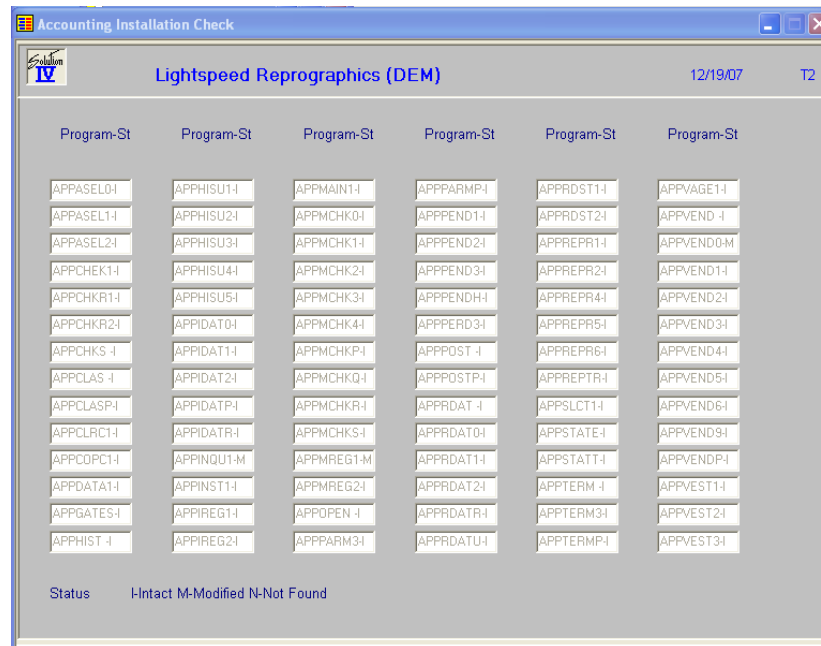 Accounting Installation Check
Solution IV Lightspeed Reprographics (DEM) 12/19/07 T2
Program-St Program-St Program-St Program-St Program-St Program-St
APPASEL0-I APPHISU1-I APPMAIN1-I APPPARMP-I APPRDST1-I APPVAGE1-I
APPASEL1-I APPHISU2-I APPMCHK0-I APPPEND1-I APPRDST2-I APPVEND -I
APPASEL2-I APPHISU3-I APPMCHK1-I APPPEND2-I APPREPR1-I APPVEND0-M
APPCHEK1-I APPHISU4-I APPMCHK2-I APPPEND3-I APPREPR2-I APPVEND1-I
APPCHKR1-I APPHISU5-I APPMCHK3-I APPPENDH-I APPREPR4-I APPVEND2-I
APPCHKR2-I APPIDAT0-I APPMCHK4-I APPPERD3-I APPREPR5-I APPVEND3-I
APPCHKS -I APPIDAT1-I APPMCHKP-I APPPOST -I APPREPR6-I APPVEND4-I
APPCLAS -I APPIDAT2-I APPMCHKQ-I APPPOSTP-I APPREPTR-I APPVEND5-I
APPCLASP-I APPIDATP-I APPMCHKR-I APPRDAT -I APPSLCT1-I APPVEND6-I
APPCLRC1-I APPIDATR-I APPMCHKS-I APPRDAT0-I APPSTATE-I APPVEND9-I
APPCOPC1-I APPINQU1-M APPMREG1-M APPRDAT1-I APPSTATT-I APPVENDP-I
APPDATA1-I APPINST1-I APPMREG2-I APPRDAT2-I APPTERM -I APPVEST1-I
APPGATES-I APPIREG1-I APPOPEN -I APPRDATR-I APPTERM3-I APPVEST2-I
APPHIST -I APPIREG2-I APPPARM3-I APPRDATU-I APPTERMP-I APPVEST3-I
Status I-Intact M-Modified N-Not Found